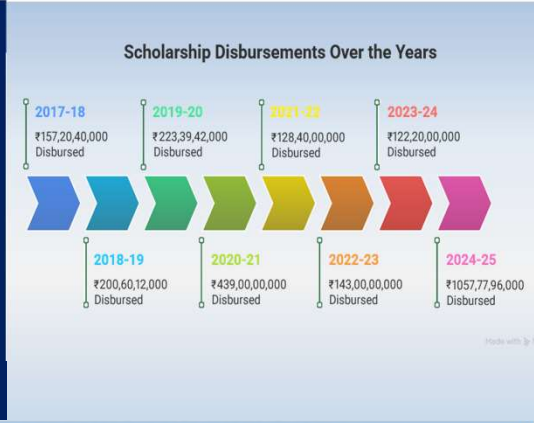 Scholarship Disbursements Over the Years
2017-18
₹157,20,40,000
Disbursed
2019-20
₹223,39,42,000
Disbursed
2021-22
₹128,40,00,000
Disbursed
2023-24
₹122,20,00,000
Disbursed
2018-19
₹200,60,12,000
Disbursed
2020-21
₹439,00,00,000
Disbursed
2022-23
₹143,00,00,000
Disbursed
2024-25
₹1057,77,96,000
Disbursed
Made with